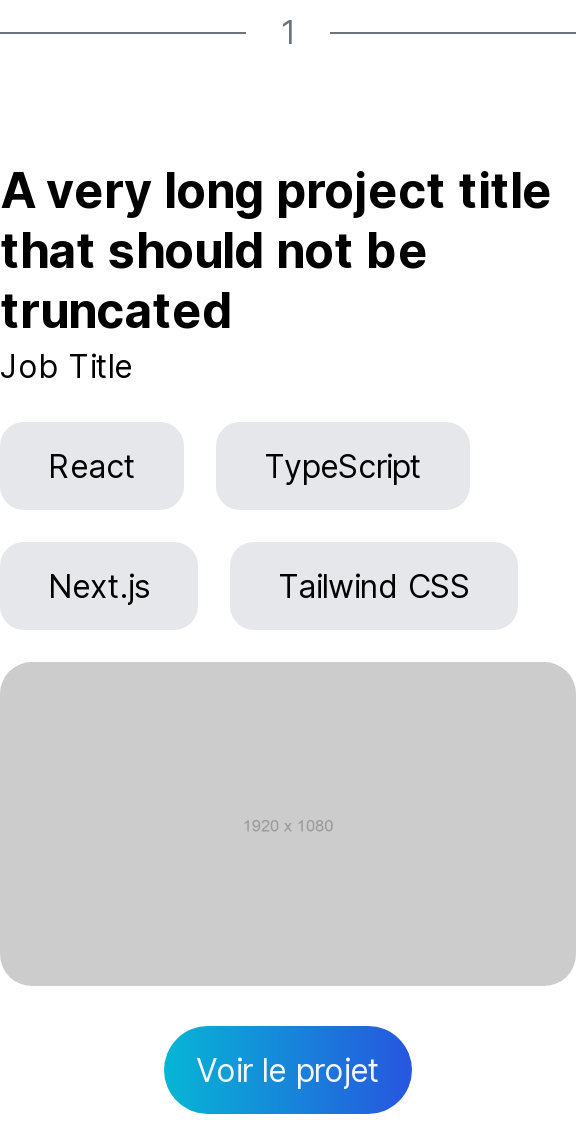 1
A very long project title
that should not be
truncated
Job Title
React
TypeScript
Next.js
Tailwind CSS
1920 x 1080
Voir le projet